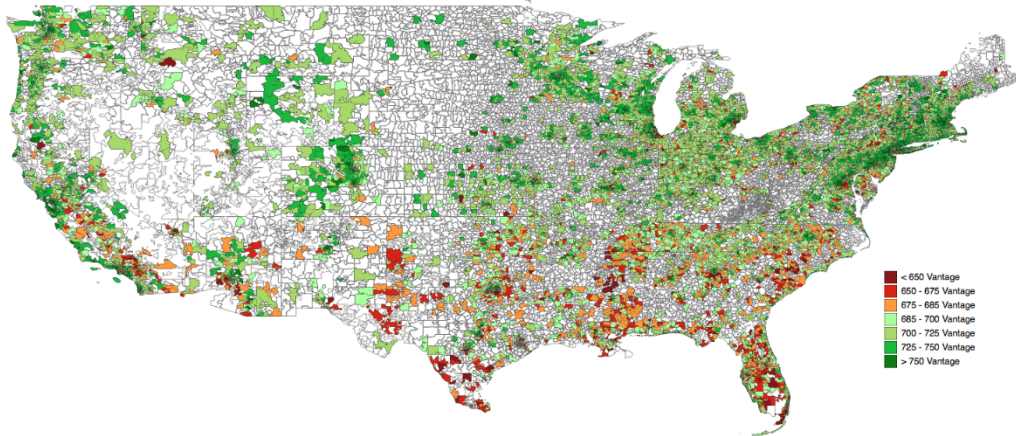 < 650 Vantage
650 - 675 Vantage
675 - 685 Vantage
685 - 700 Vantage
700 - 725 Vantage
725 - 750 Vantage
> 750 Vantage